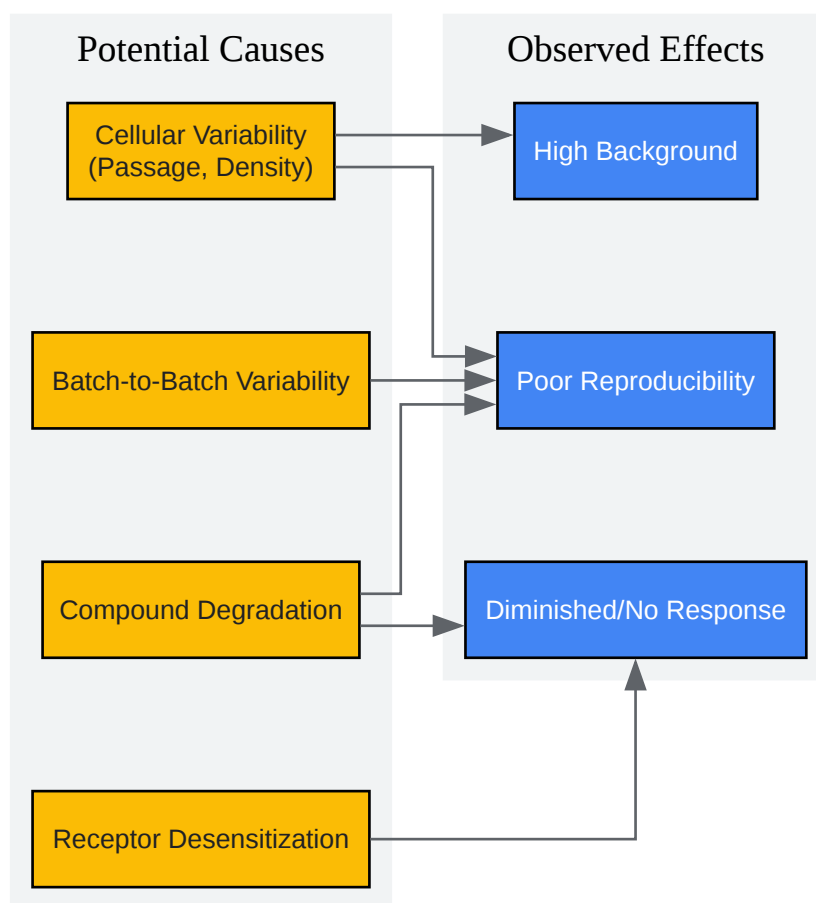 Potential Causes
Observed Effects
Cellular Variability
(Passage, Density)
High Background
Batch-to-Batch Variability
Poor Reproducibility
Compound Degradation
Diminished/No Response
Receptor Desensitization